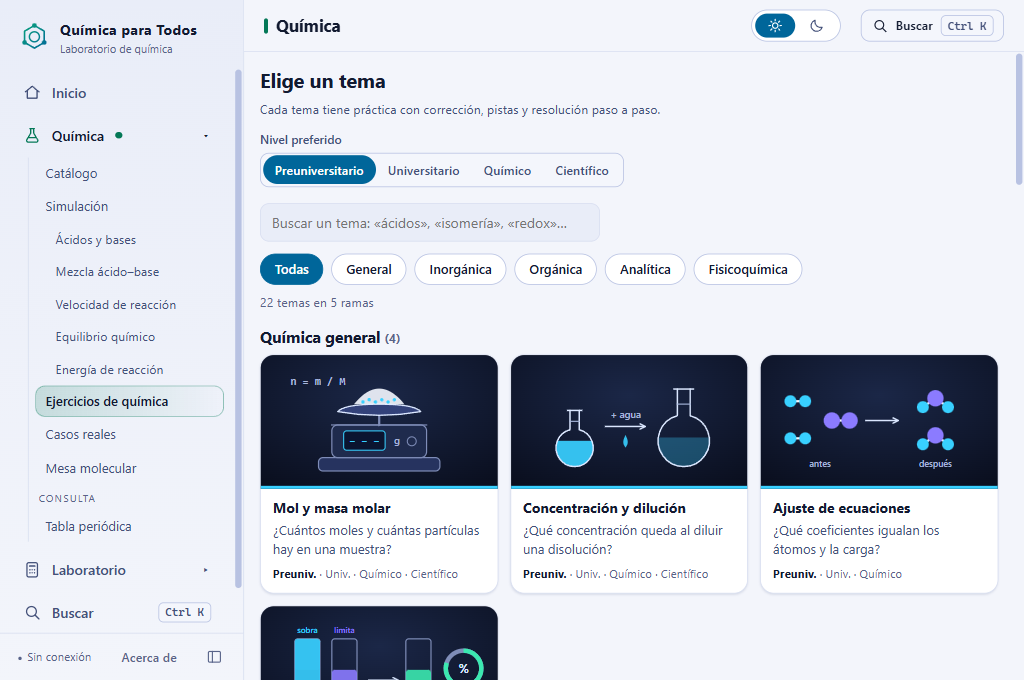 Química para Todos
Laboratorio de química
Inicio
Química
Catálogo
Simulación
Ácidos y bases
Mezcla ácido–base
Velocidad de reacción
Equilibrio químico
Energía de reacción
Ejercicios de química
Casos reales
Mesa molecular
CONSULTA
Tabla periódica
Laboratorio
Buscar Ctrl K
• Sin conexión Acerca de
Química
Buscar Ctrl K
Elige un tema
Cada tema tiene práctica con corrección, pistas y resolución paso a paso.
Nivel preferido
Preuniversitario Universitario Químico Científico
Buscar un tema: «ácidos», «isomería», «redox»...
Todas General Inorgánica Orgánica Analítica Fisicoquímica
22 temas en 5 ramas
Química general (4)
n = m / M
--- g
Mol y masa molar
¿Cuántos moles y cuántas partículas
hay en una muestra?
Preuniv. · Univ. · Químico · Científico
+ agua
Concentración y dilución
¿Qué concentración queda al diluir
una disolución?
Preuniv. · Univ. · Químico · Científico
antes después
Ajuste de ecuaciones
¿Qué coeficientes igualan los
átomos y la carga?
Preuniv. · Univ. · Químico
sobra limita
%